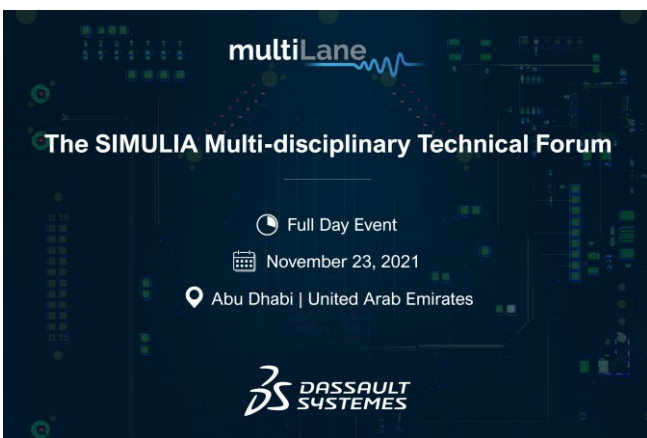 multiLane
The SIMULIA Multi-disciplinary Technical Forum
Full Day Event
November 23, 2021
Abu Dhabi | United Arab Emirates
DASSAULT
SYSTEMES